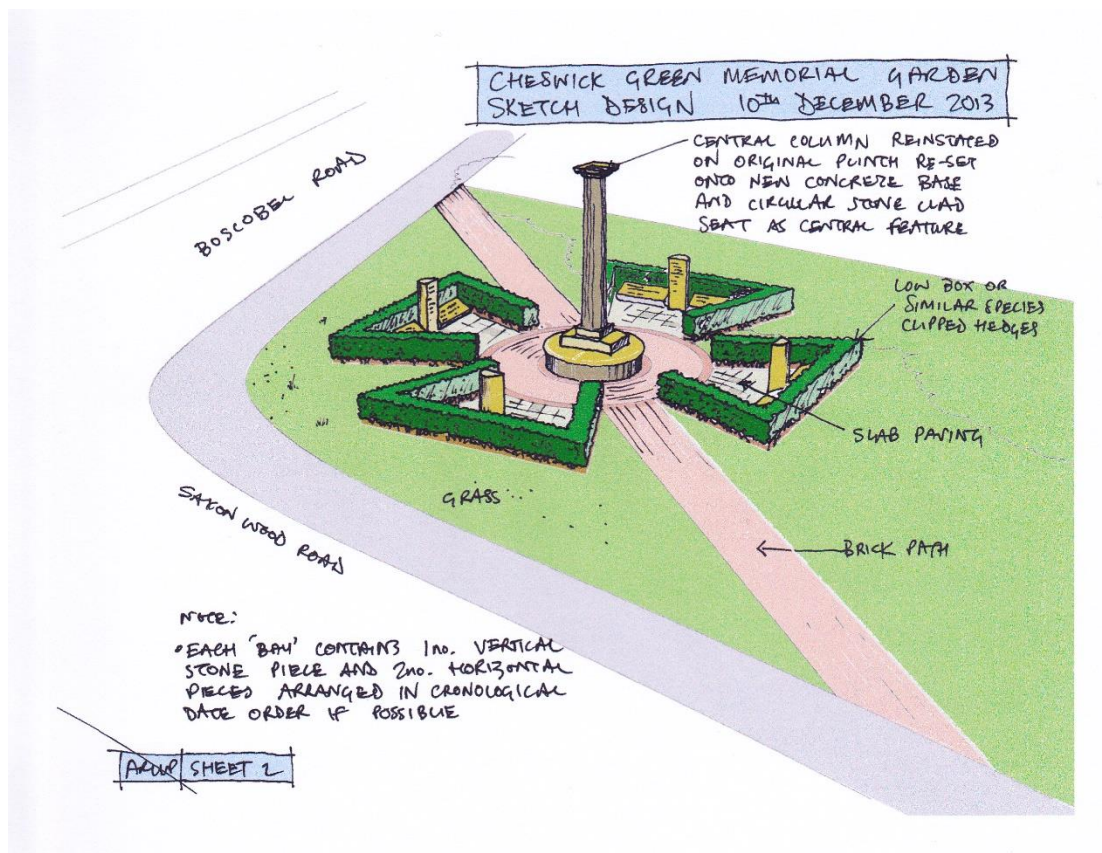 CHESWICK GREEN MEMORIAL GARDEN
SKETCH DESIGN 10TH DECEMBER 2013
CENTRAL COLUMN REINSTATED
ON ORIGINAL PLINTH RE-SET
ONTO NEW CONCRETE BASE
AND CIRCULAR STONE CLAD
SEAT AS CENTRAL FEATURE
BOSCOBEL ROAD
LOW BOX OR
SIMILAR SPECIES
CLIPPED HEDGES
SLAB PAVING
GRASS
SAXON WOOD ROAD
BRICK PATH
NOTE:
• EACH 'BAY' CONTAINS 1no. VERTICAL
STONE PIECE AND 2no. HORIZONTAL
PIECES ARRANGED IN CRONOLOGICAL
DATE ORDER IF POSSIBLE
ARUP SHEET 2